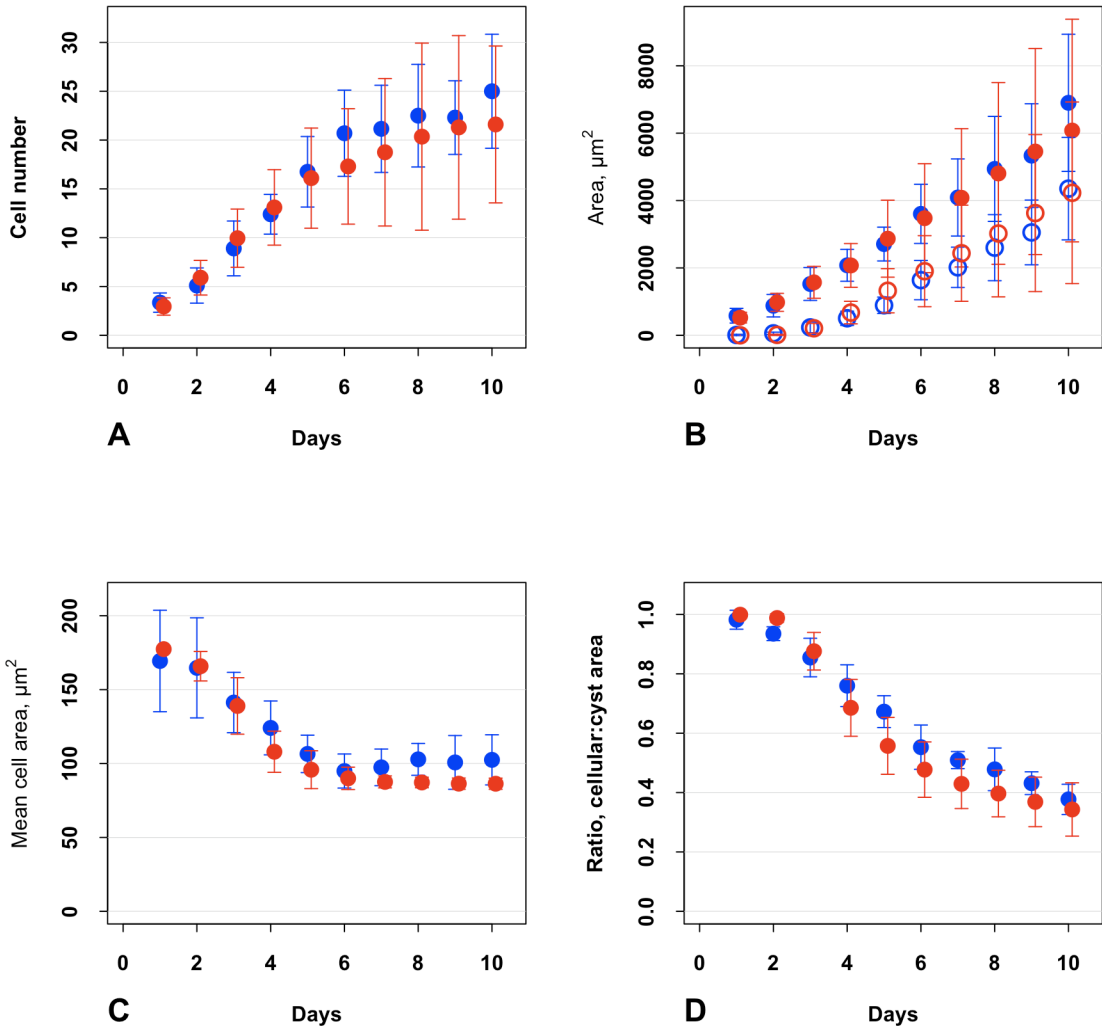 Cell number
30
25
20
15
10
5
0
0 2 4 6 8 10
A Days
Area, µm²
8000
6000
4000
2000
0
0 2 4 6 8 10
B Days
Mean cell area, µm²
200
150
100
50
0
0 2 4 6 8 10
C Days
Ratio, cellular:cyst area
1.0
0.8
0.6
0.4
0.2
0.0
0 2 4 6 8 10
D Days